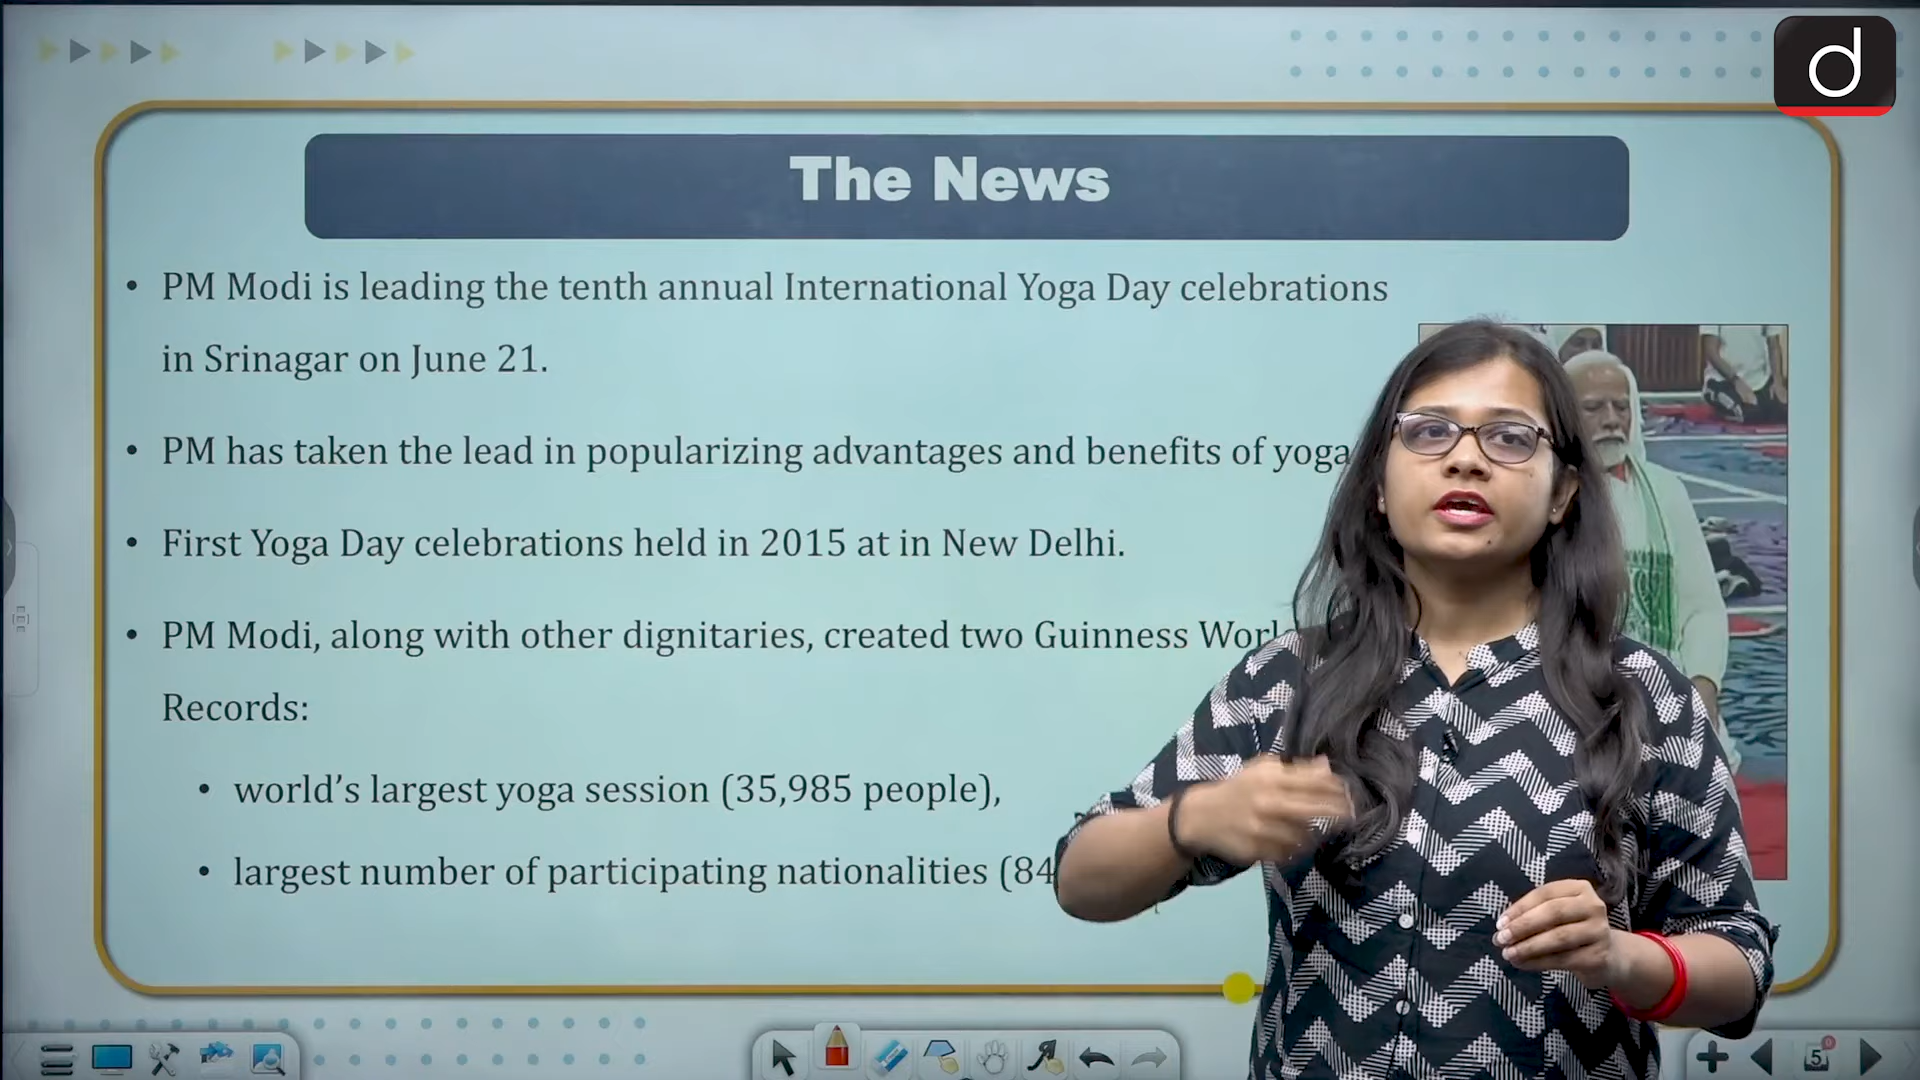 d
The News
• PM Modi is leading the tenth annual International Yoga Day celebrations
in Srinagar on June 21.
• PM has taken the lead in popularizing advantages and benefits of yoga
• First Yoga Day celebrations held in 2015 at in New Delhi.
• PM Modi, along with other dignitaries, created two Guinness Worl
Records:
• world's largest yoga session (35,985 people),
• largest number of participating nationalities (84
5
0